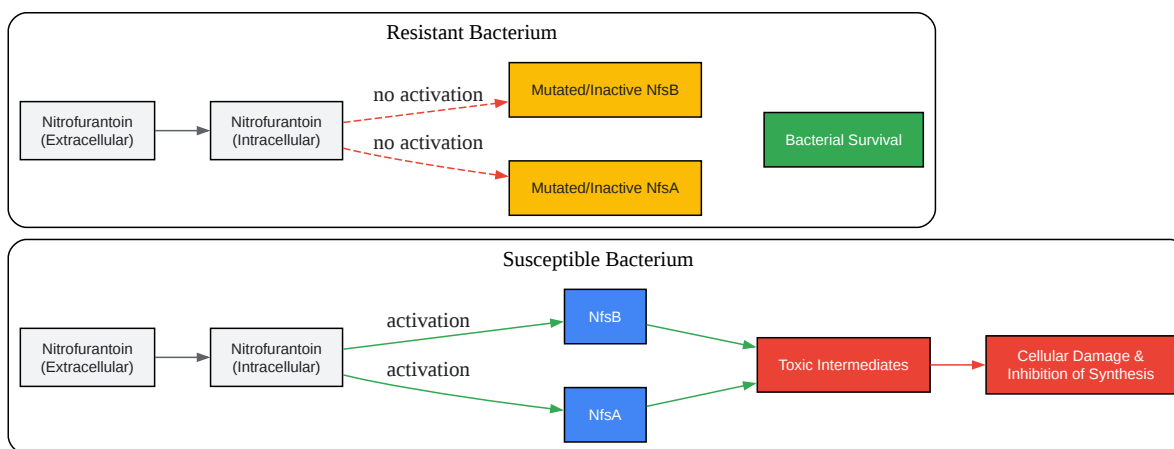 Resistant Bacterium
Nitrofurantoin
(Extracellular)
Nitrofurantoin
(Intracellular)
no activation
no activation
Mutated/Inactive NfsB
Mutated/Inactive NfsA
Bacterial Survival
Susceptible Bacterium
Nitrofurantoin
(Extracellular)
Nitrofurantoin
(Intracellular)
activation
activation
NfsB
NfsA
Toxic Intermediates
Cellular Damage &
Inhibition of Synthesis